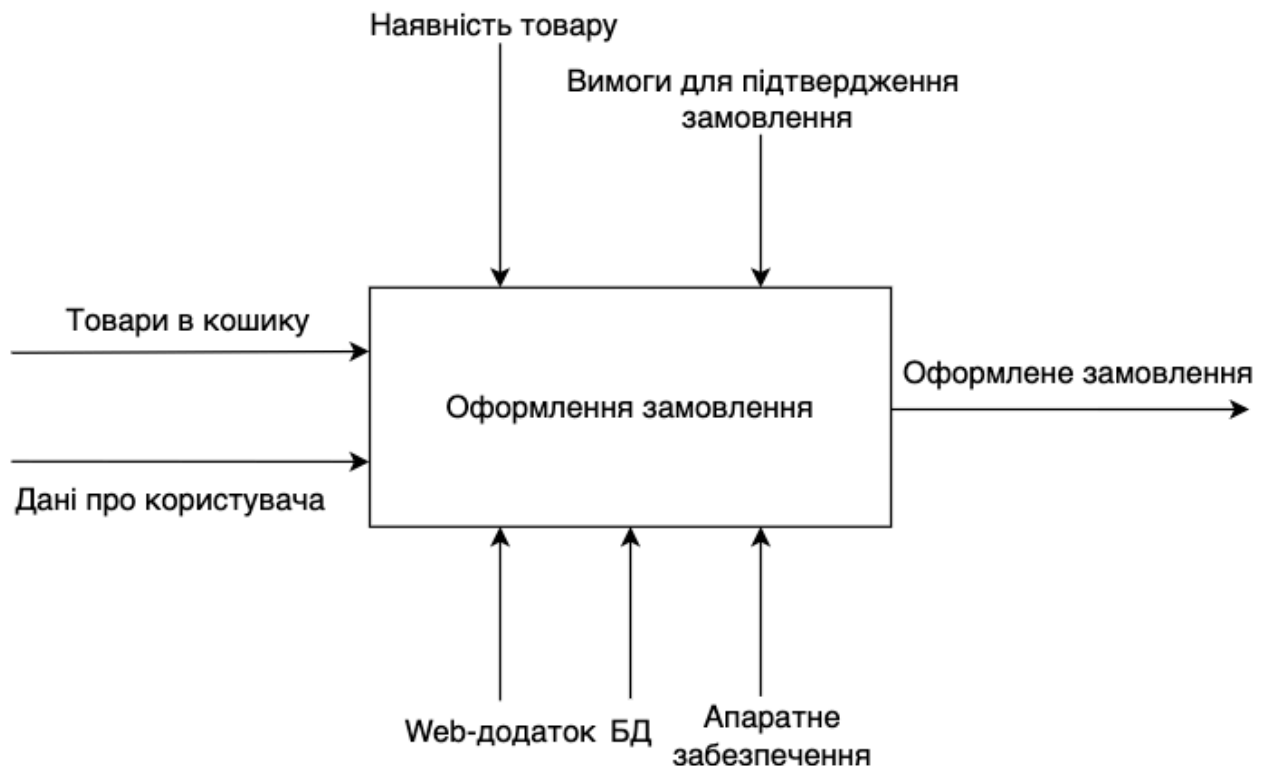 Наявність товару
Вимоги для підтвердження
замовлення
Товари в кошику
Оформлення замовлення
Оформлене замовлення
Дані про користувача
Web-додаток
БД
Апаратне
забезпечення